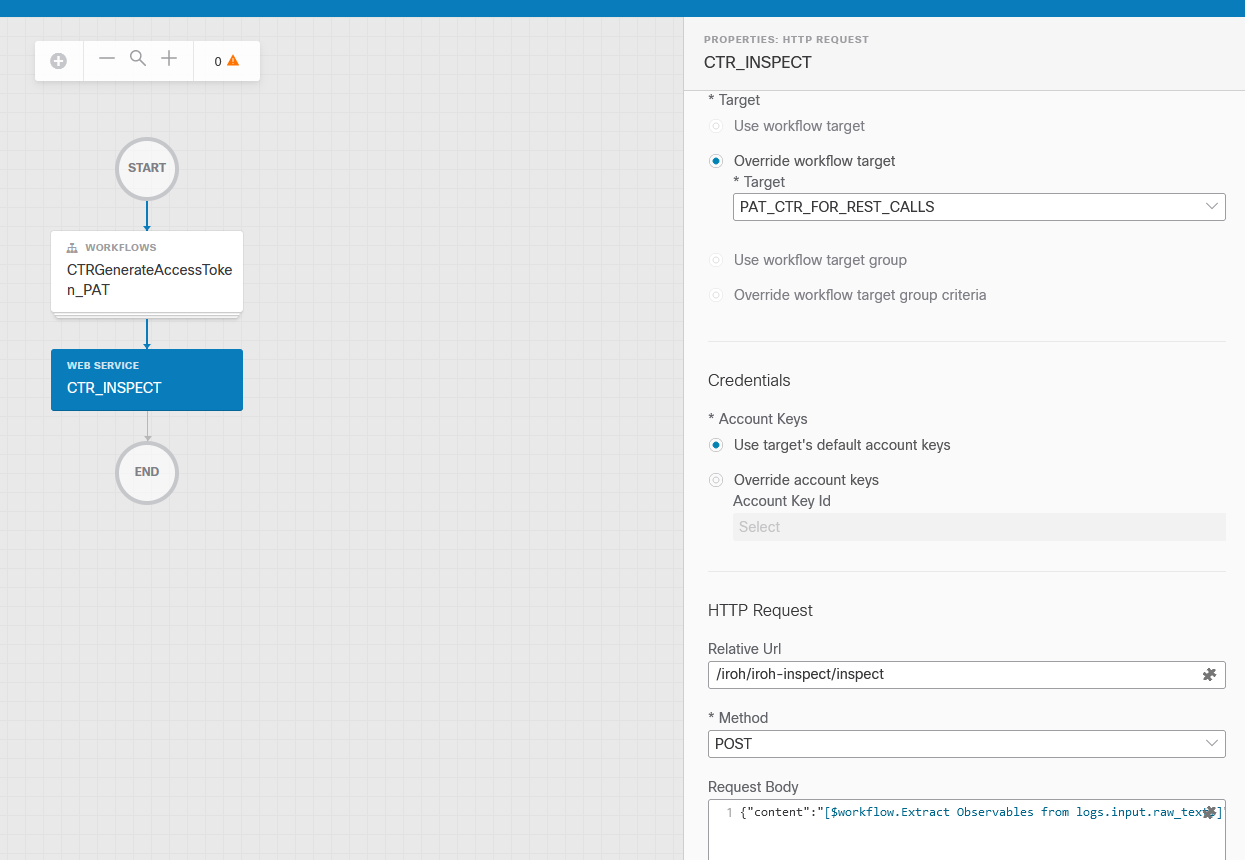 0
START
WORKFLOWS
CTRGenerateAccessToke
n_PAT
WEB SERVICE
CTR_INSPECT
END
PROPERTIES: HTTP REQUEST
CTR_INSPECT
* Target
Use workflow target
Override workflow target
* Target
PAT_CTR_FOR_REST_CALLS
Use workflow target group
Override workflow target group criteria
Credentials
* Account Keys
Use target's default account keys
Override account keys
Account Key Id
Select
HTTP Request
Relative Url
/iroh/iroh-inspect/inspect
* Method
POST
Request Body
1 {"content":"[$workflow.Extract Observables from logs.input.